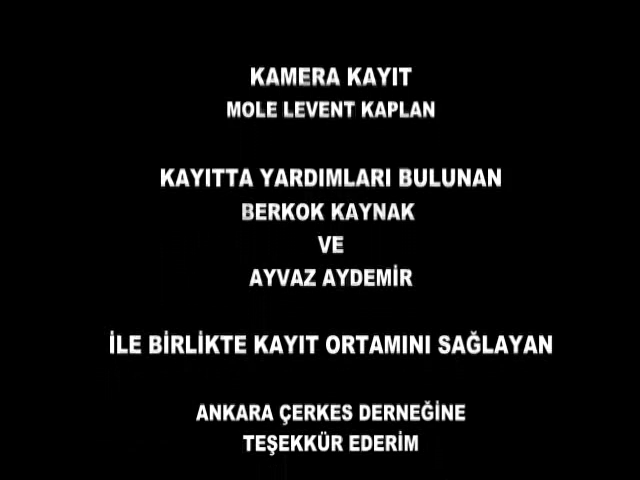 KAMERA KAYIT
MOLE LEVENT KAPLAN
KAYITTA YARDIMLARI BULUNAN
BERKOK KAYNAK
VE
AYVAZ AYDEMİR
İLE BİRLİKTE KAYIT ORTAMINI SAĞLAYAN
ANKARA ÇERKES DERNEĞİNE
TEŞEKKÜR EDERİM